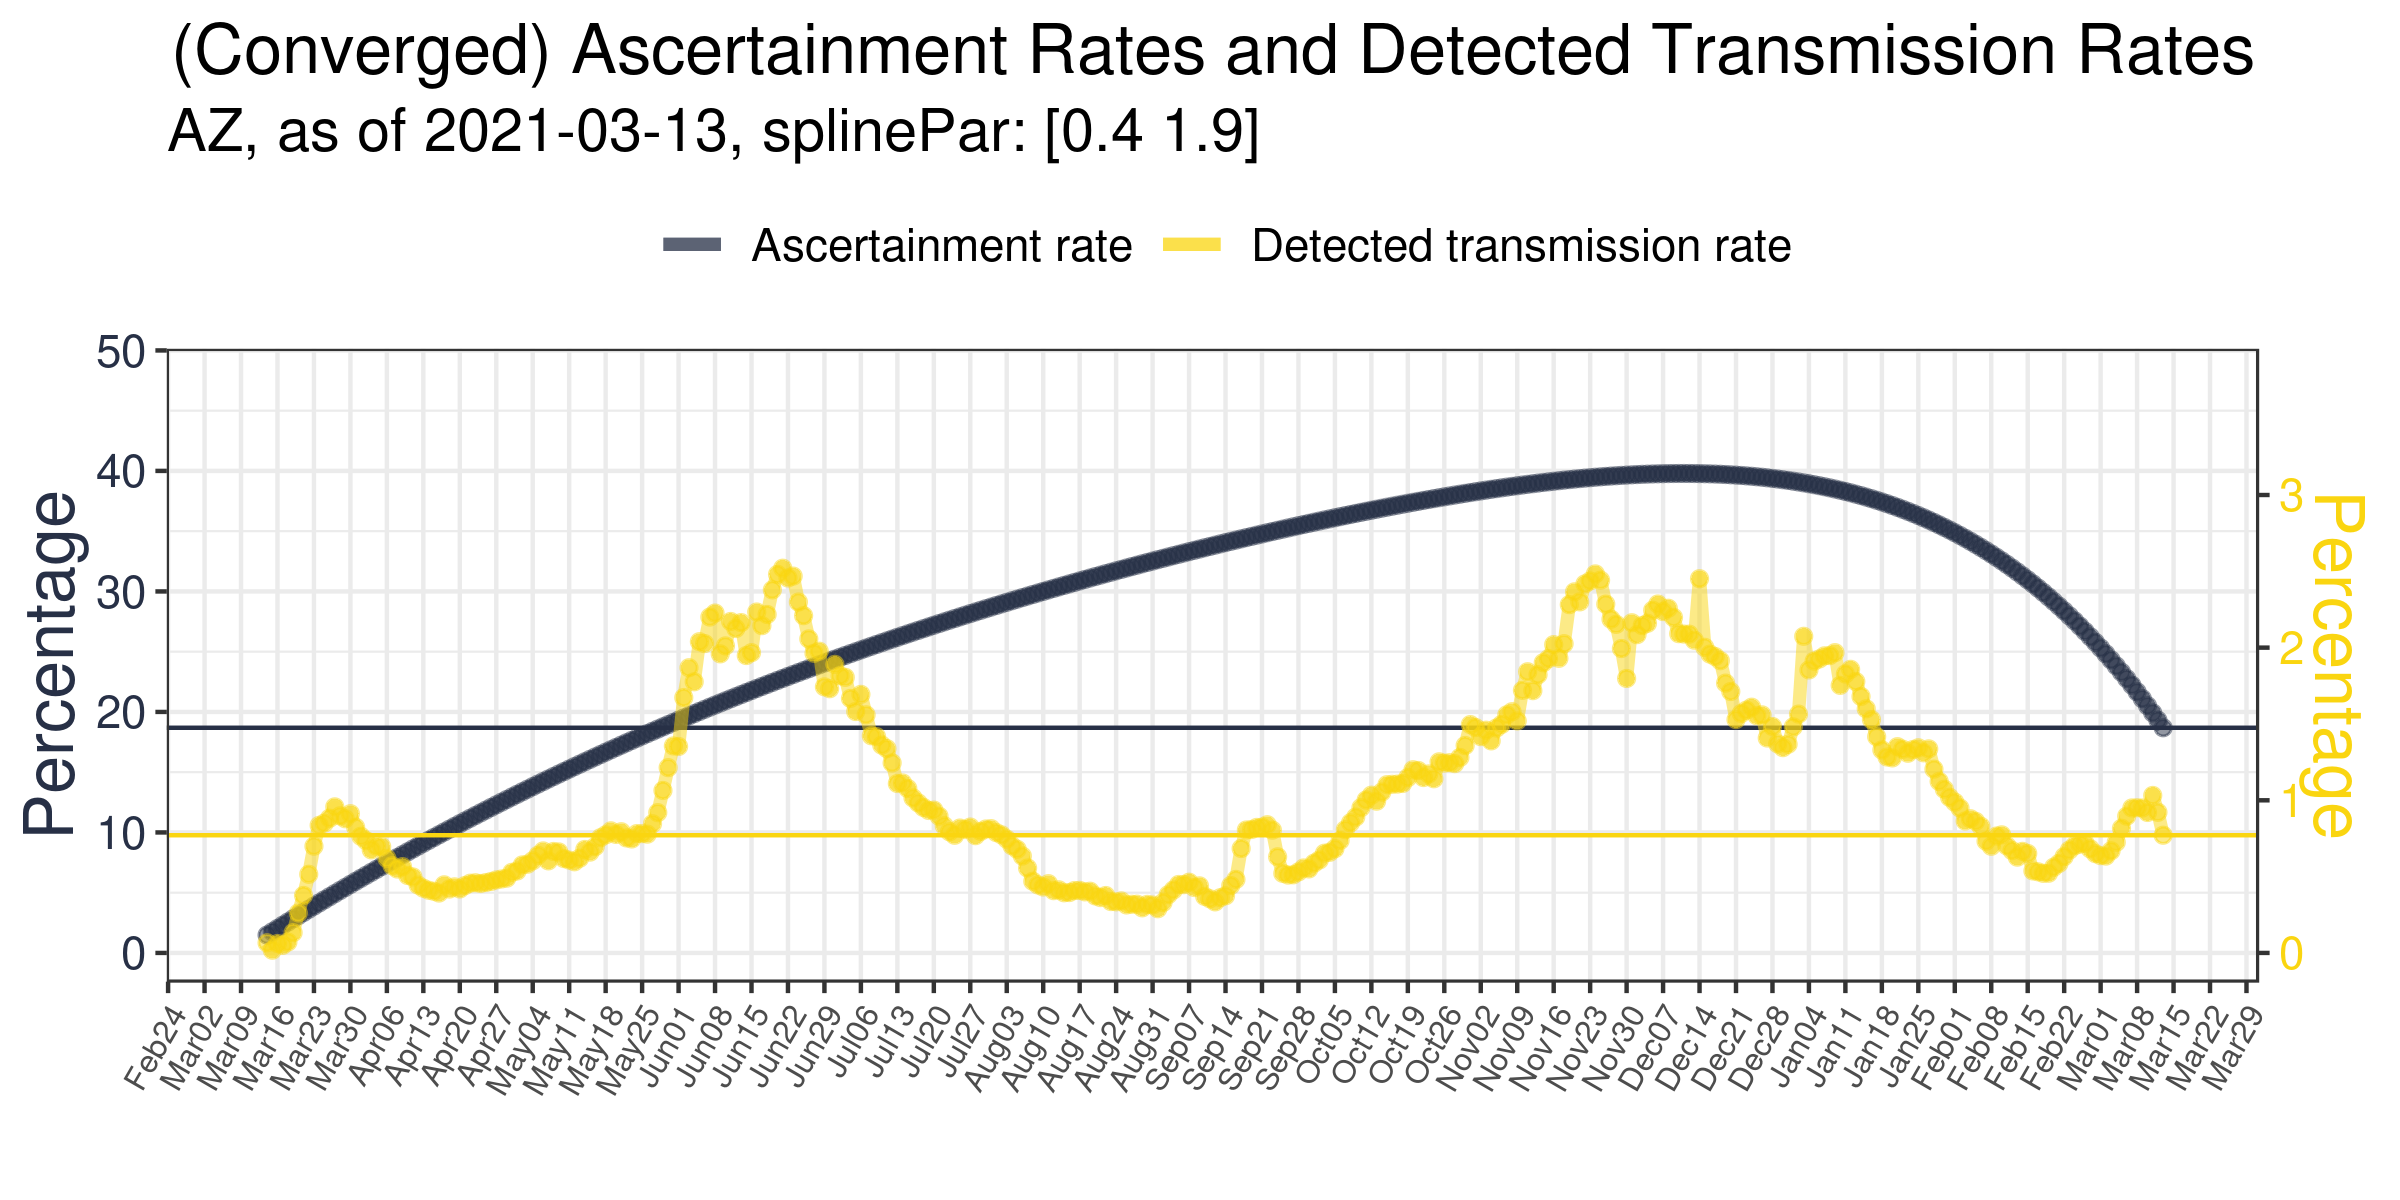 (Converged) Ascertainment Rates and Detected Transmission Rates
AZ, as of 2021-03-13, splinePar: [0.4 1.9]
Ascertainment rate
Detected transmission rate
Percentage
50
40
30
20
10
0
3
2
1
0
Percentage
Feb24
Mar02
Mar09
Mar16
Mar23
Mar30
Apr06
Apr13
Apr20
Apr27
May04
May11
May18
May25
Jun01
Jun08
Jun15
Jun22
Jun29
Jul06
Jul13
Jul20
Jul27
Aug03
Aug10
Aug17
Aug24
Aug31
Sep07
Sep14
Sep21
Sep28
Oct05
Oct12
Oct19
Oct26
Nov02
Nov09
Nov16
Nov23
Nov30
Dec07
Dec14
Dec21
Dec28
Jan04
Jan11
Jan18
Jan25
Feb01
Feb08
Feb15
Feb22
Mar01
Mar08
Mar15
Mar22
Mar29